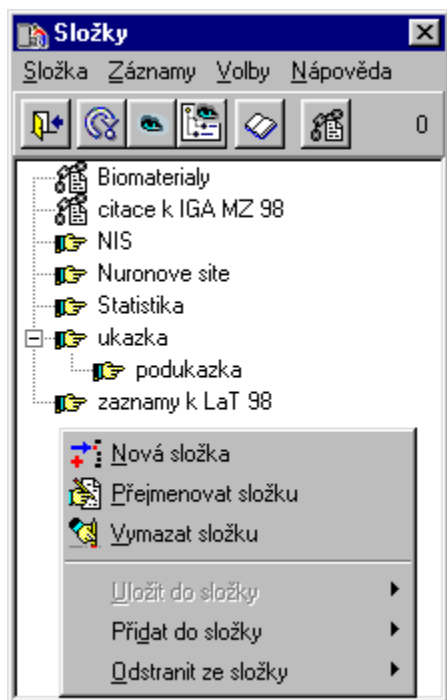 Složky
Složka Záznamy Volby Nápověda
0
Biomaterialy
citace k IGA MZ 98
NIS
Nuronove site
Statistika
ukazka
podukazka
zaznamy k LaT 98
Nová složka
Přejmenovat složku
Vymazat složku
Uložit do složky
Přidat do složky
Odstranit ze složky